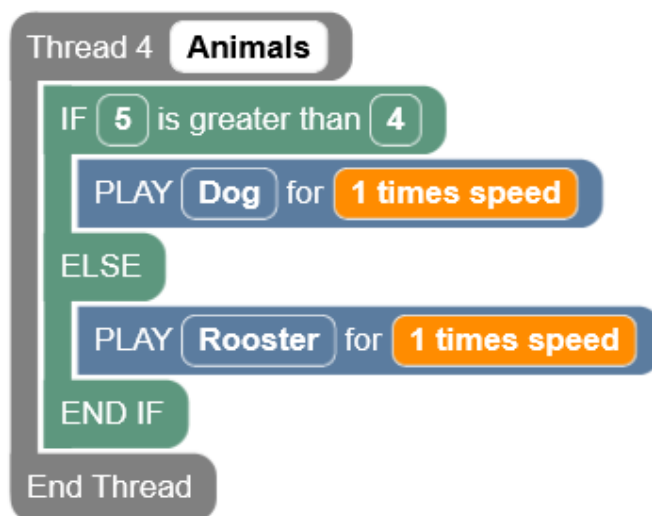 Thread 4 Animals
IF 5 is greater than 4
PLAY Dog for 1 times speed
ELSE
PLAY Rooster for 1 times speed
END IF
End Thread